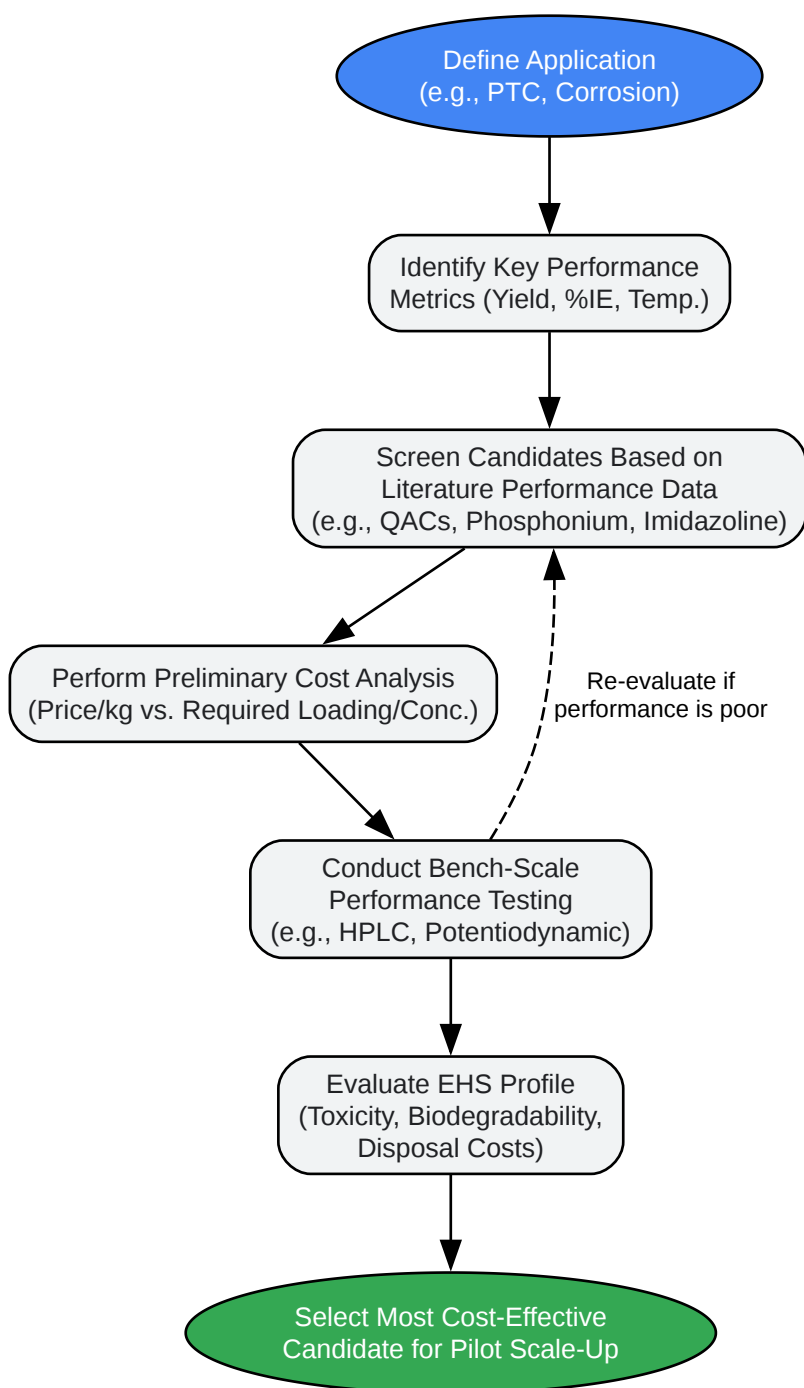 Define Application
(e.g., PTC, Corrosion)
Identify Key Performance
Metrics (Yield, %IE, Temp.)
Screen Candidates Based on
Literature Performance Data
(e.g., QACs, Phosphonium, Imidazoline)
Perform Preliminary Cost Analysis
(Price/kg vs. Required Loading/Conc.)
Re-evaluate if
performance is poor
Conduct Bench-Scale
Performance Testing
(e.g., HPLC, Potentiodynamic)
Evaluate EHS Profile
(Toxicity, Biodegradability,
Disposal Costs)
Select Most Cost-Effective
Candidate for Pilot Scale-Up